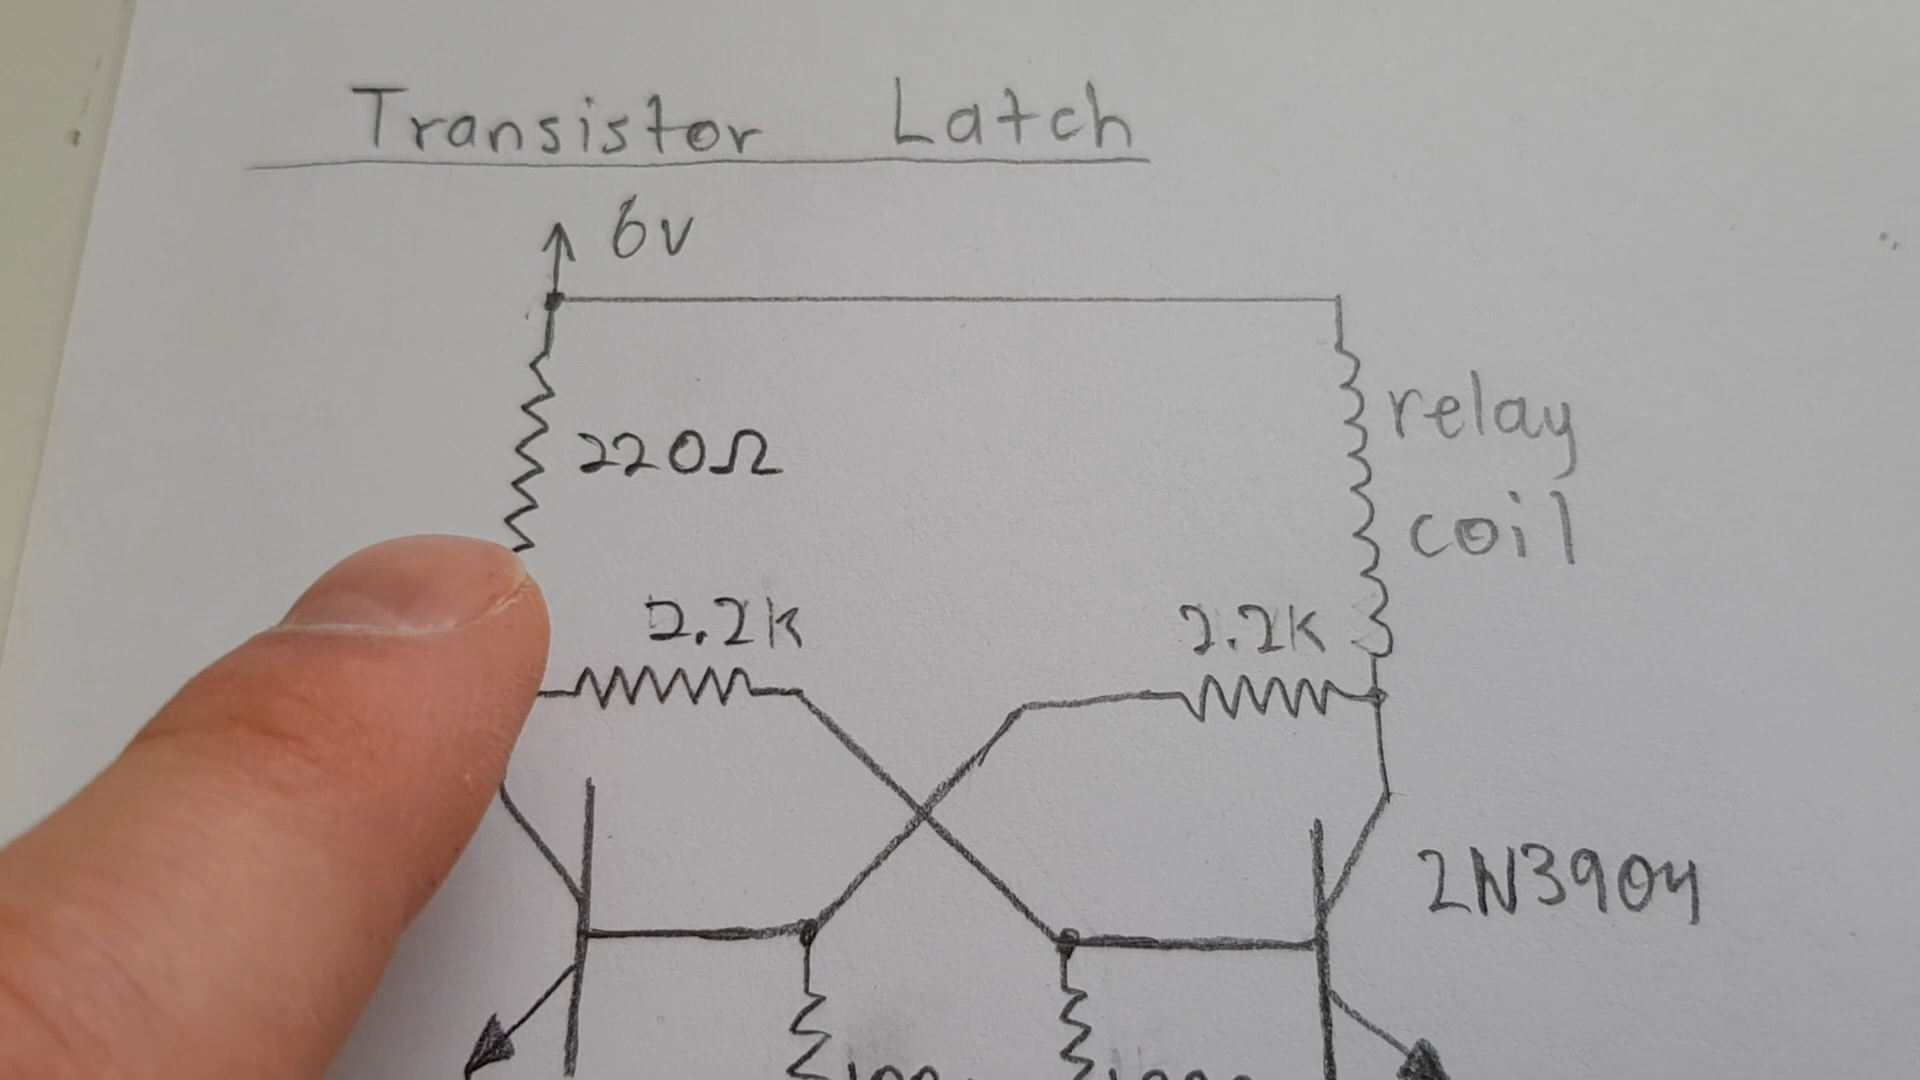 Transistor Latch
6v
220Ω
relay
coil
2.2K
2.2K
2N3904